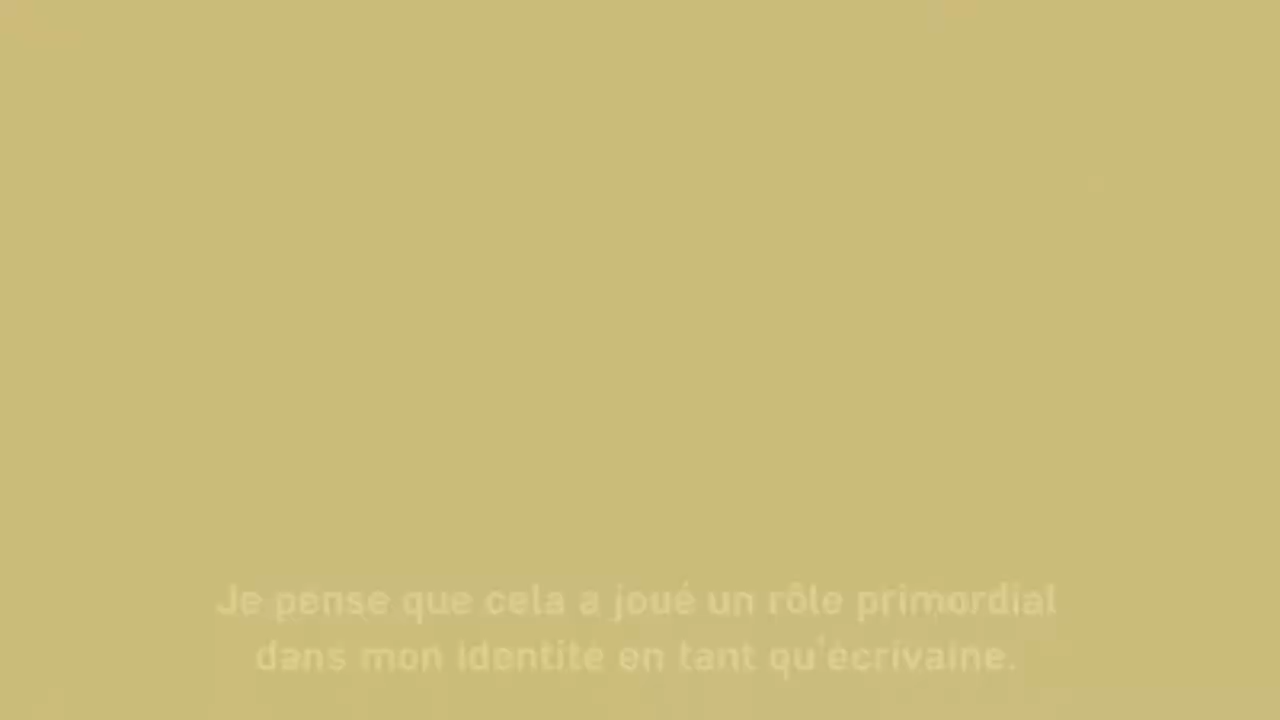 Je pense que cela a joué un rôle primordial
dans mon identité en tant qu'écrivaine.